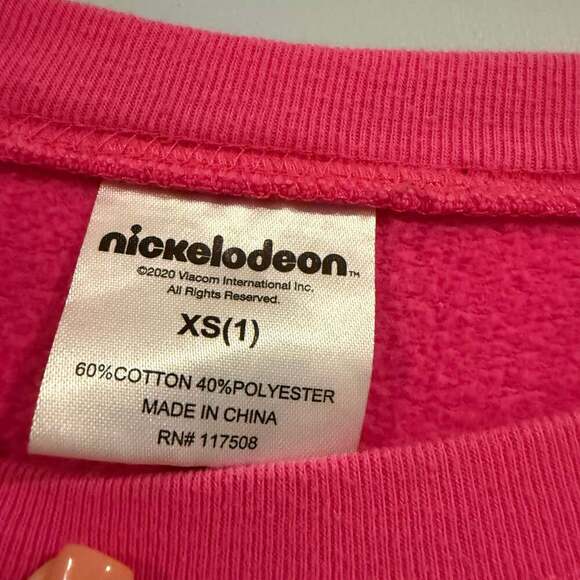 nickelodeon™
©2020 Viacom International Inc.
All Rights Reserved.
XS(1)
60%COTTON 40%POLYESTER
MADE IN CHINA
RN# 117508